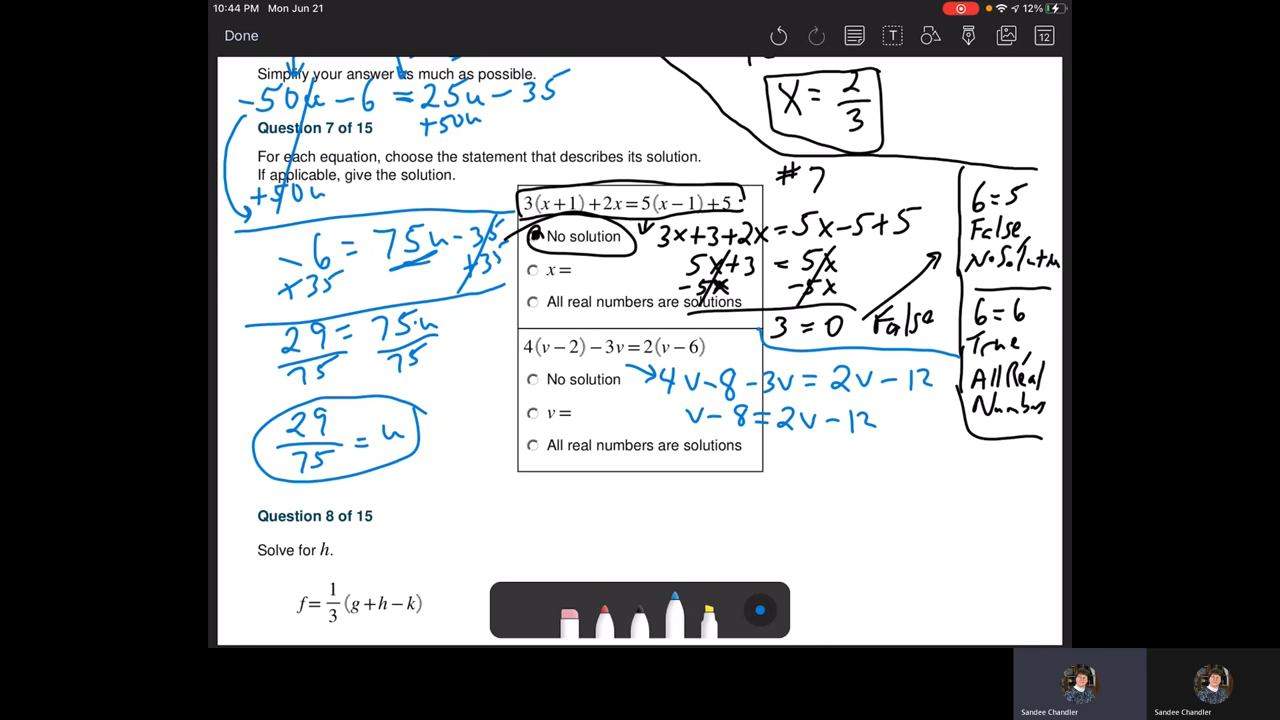 10:44 PM Mon Jun 21
12%
Done
T
12
Simplify your answer as much as possible.
-50u - 6 = 25u - 35
+50u
+50u
Question 7 of 15
For each equation, choose the statement that describes its solution.
If applicable, give the solution.
-6 = 75u - 35
+35 +35
29 = 75·u
75 75
29/75 = u
X = 2/3
#7
3(x+1)+2x=5(x−1)+5
No solution
x =
All real numbers are solutions
3x+3+2x = 5x-5+5
5x+3 = 5x
-5x -5x
3 = 0 False
4(v−2)−3v=2(v−6)
No solution
v =
All real numbers are solutions
4v-8-3v = 2v-12
v-8 = 2v-12
6=5
False,
6=6
True,
All Real
Question 8 of 15
Solve for h.
f= 1/3 (g+h−k)
Sandee Chandler
Sandee Chandler